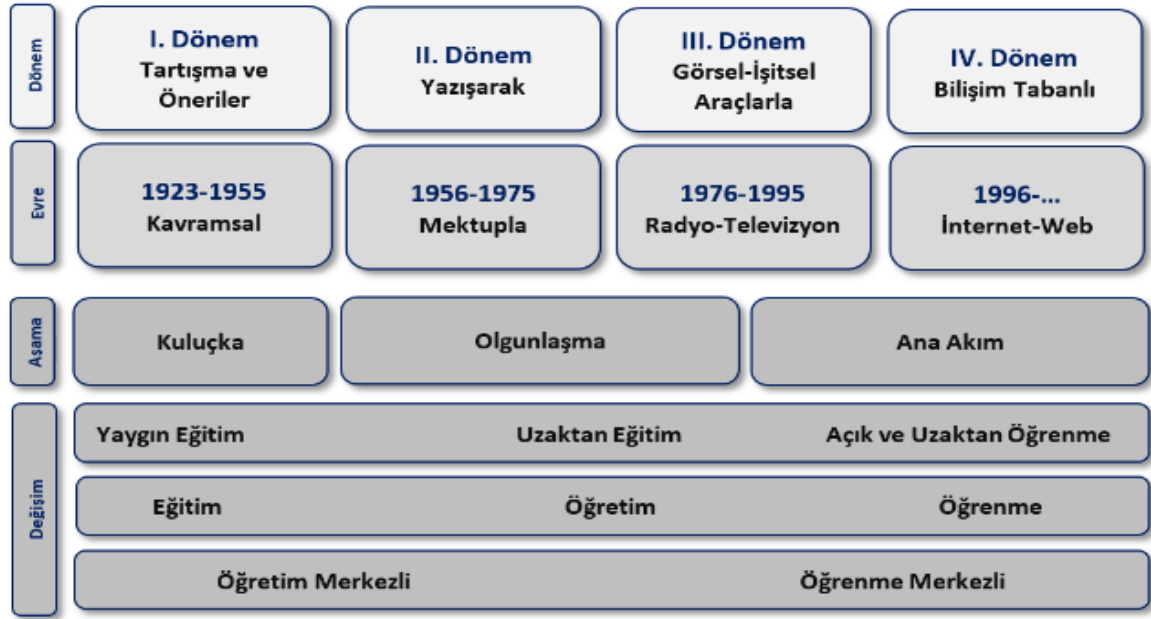 Dönem
I. Dönem
Tartışma ve
Öneriler
II. Dönem
Yazışarak
III. Dönem
Görsel-İşitsel
Araçlarla
IV. Dönem
Bilişim Tabanlı
Evre
1923-1955
Kavramsal
1956-1975
Mektupla
1976-1995
Radyo-Televizyon
1996-...
İnternet-Web
Aşama
Kuluçka
Olgunlaşma
Ana Akım
Değişim
Yaygın Eğitim
Uzaktan Eğitim
Açık ve Uzaktan Öğrenme
Eğitim
Öğretim
Öğrenme
Öğretim Merkezli
Öğrenme Merkezli